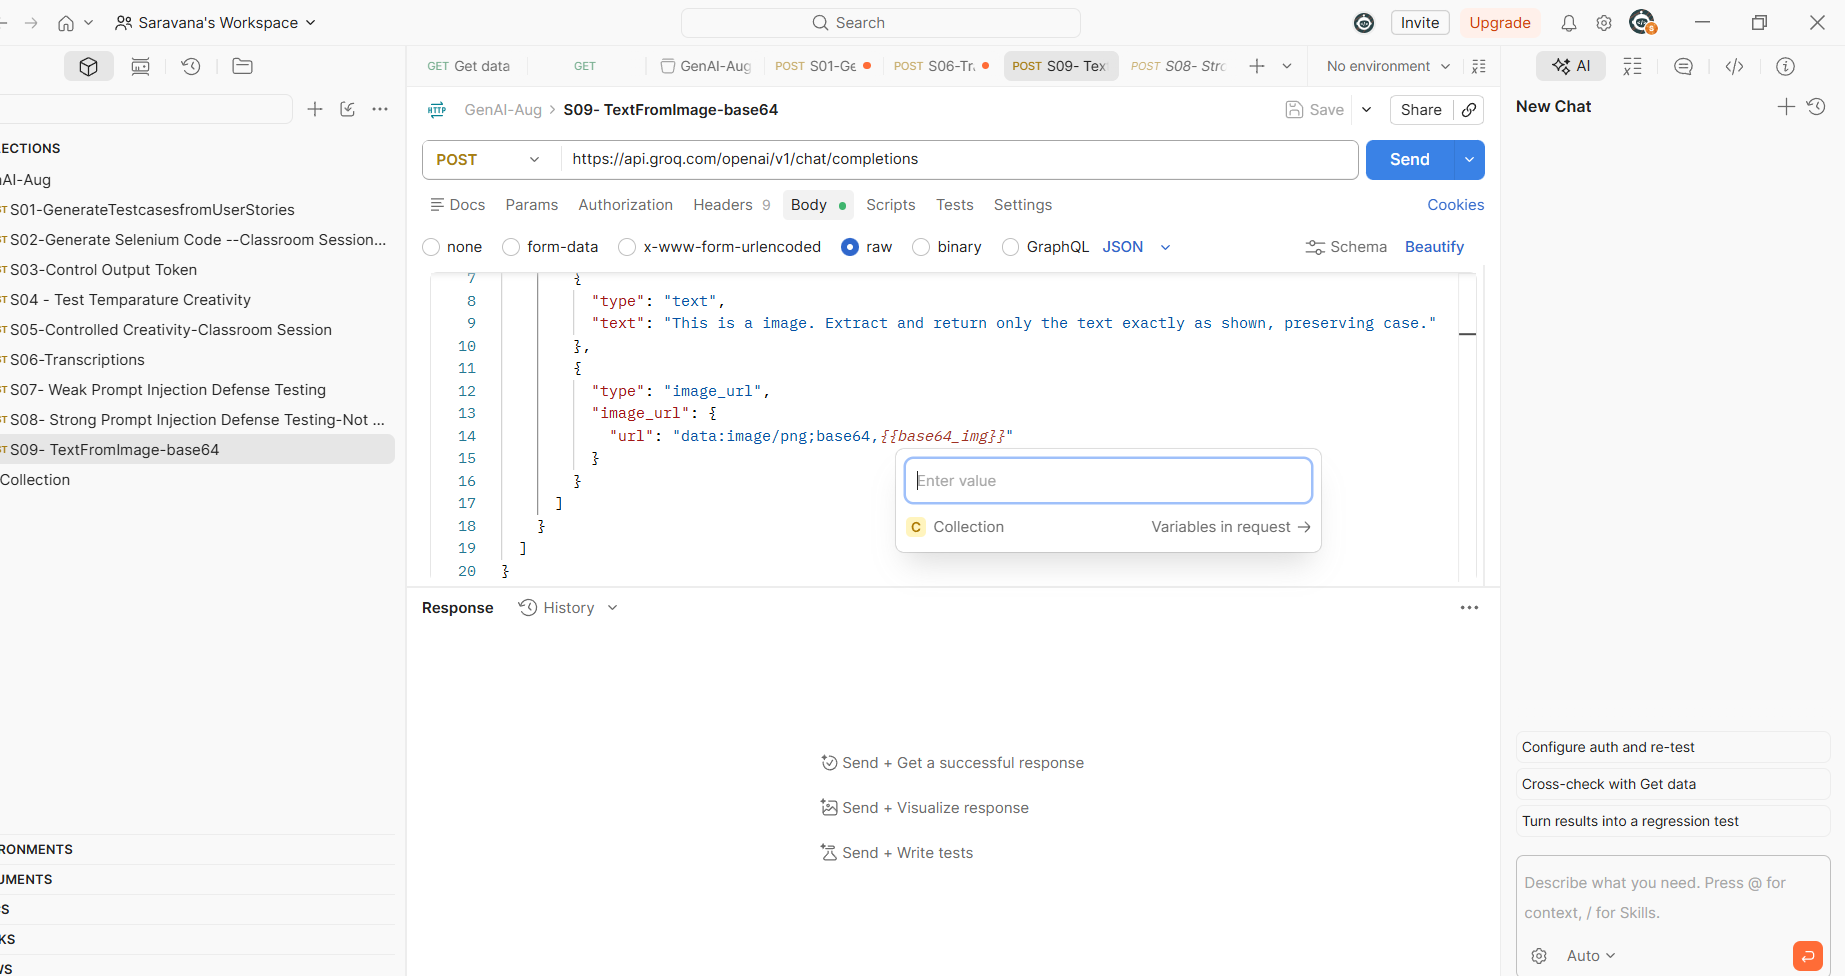 Saravana's Workspace
Search
Invite
Upgrade
GET Get data
GET
GenAI-Aug
POST S01-Ge
POST S06-Tr
POST S09- Tex
POST S08- Stro
No environment
AI
GenAI-Aug > S09- TextFromImage-base64
Save
Share
New Chat
ECTIONS
AI-Aug
S01-GenerateTestcasesfromUserStories
S02-Generate Selenium Code --Classroom Session...
S03-Control Output Token
S04 - Test Temparature Creativity
S05-Controlled Creativity-Classroom Session
S06-Transcriptions
S07- Weak Prompt Injection Defense Testing
S08- Strong Prompt Injection Defense Testing-Not ...
S09- TextFromImage-base64
Collection
RONMENTS
UMENTS
S
KS
WS
HTTP
POST
https://api.groq.com/openai/v1/chat/completions
Send
Docs
Params
Authorization
Headers 9
Body
Scripts
Tests
Settings
Cookies
none
form-data
x-www-form-urlencoded
raw
binary
GraphQL
JSON
Schema
Beautify
7 {
8 "type": "text",
9 "text": "This is a image. Extract and return only the text exactly as shown, preserving case."
10 },
11 {
12 "type": "image_url",
13 "image_url": {
14 "url": "data:image/png;base64,{{base64_img}}"
15 }
16 }
17 ]
18 }
19 ]
20 }
Enter value
C Collection
Variables in request →
Response
History
Send + Get a successful response
Send + Visualize response
Send + Write tests
Configure auth and re-test
Cross-check with Get data
Turn results into a regression test
Describe what you need. Press @ for
context, / for Skills.
Auto